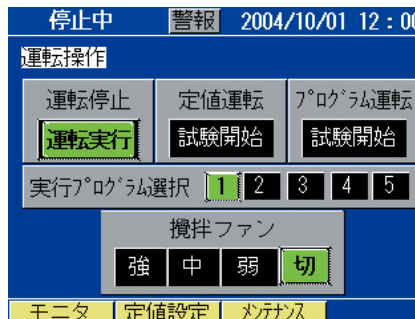 停止中 警報 2004/10/01 12:00
運転操作
運転停止 定値運転 プログラム運転
運転実行 試験開始 試験開始
実行プログラム選択 1 2 3 4 5
攪拌ファン
強 中 弱 切
モニタ 定値設定 メンテナンス